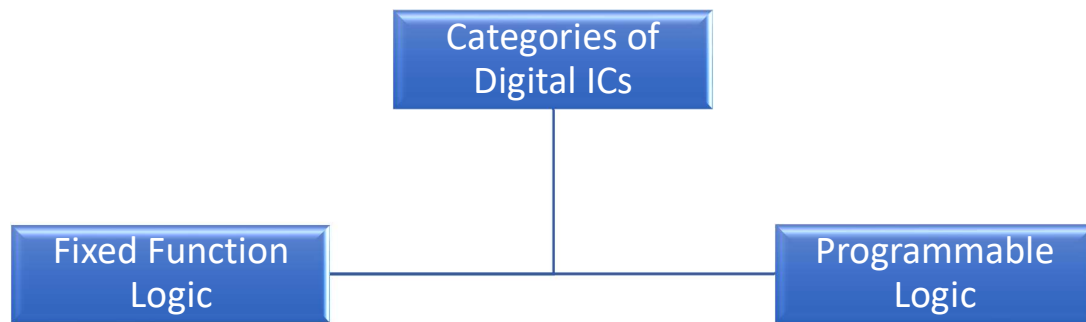 Categories of
Digital ICs
Fixed Function
Logic
Programmable
Logic